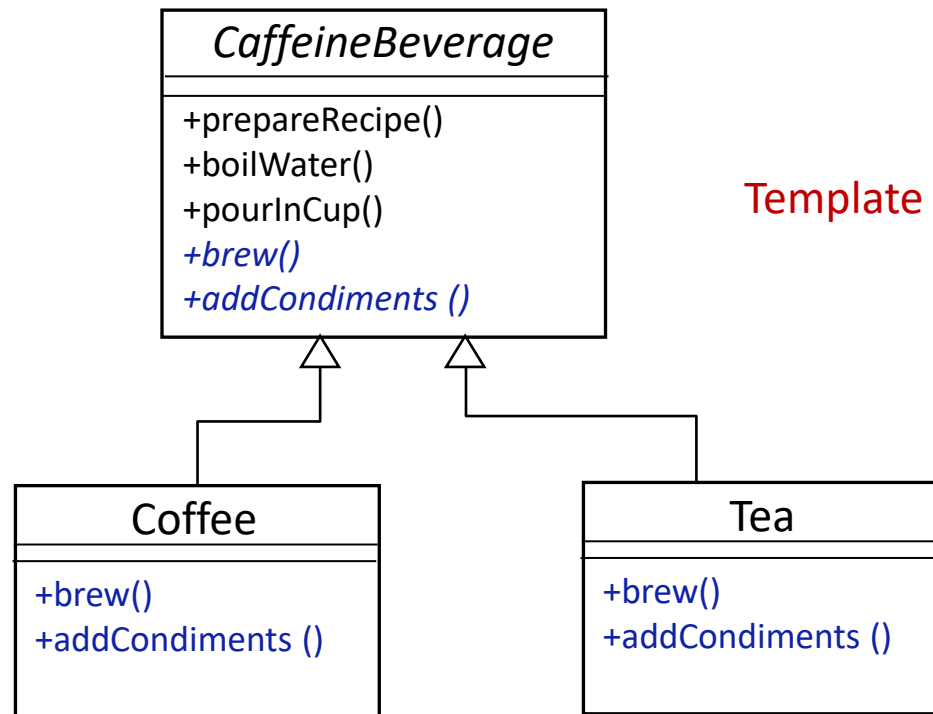 CaffeineBeverage
+prepareRecipe()
+boilWater()
+pourInCup()
+brew()
+addCondiments ()
Template
Coffee
+brew()
+addCondiments ()
Tea
+brew()
+addCondiments ()